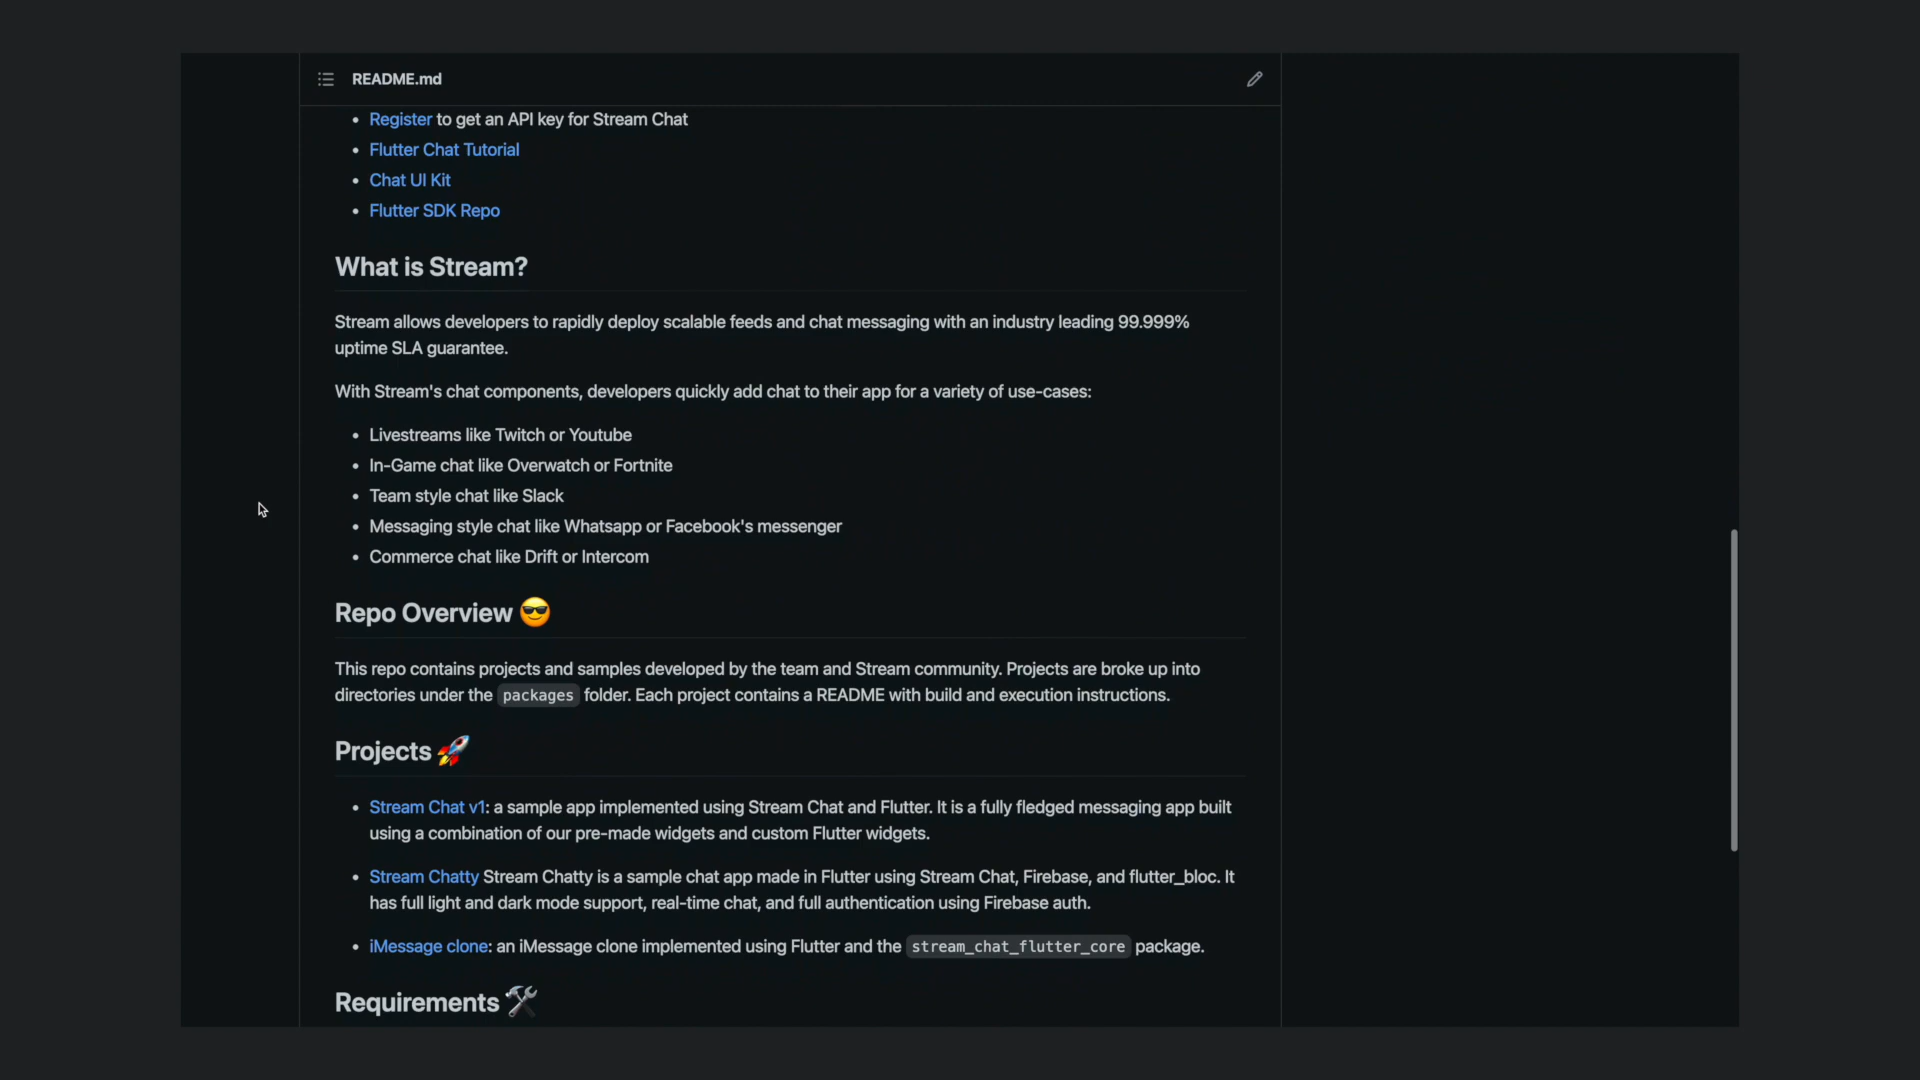 README.md
Register to get an API key for Stream Chat
Flutter Chat Tutorial
Chat UI Kit
Flutter SDK Repo
What is Stream?
Stream allows developers to rapidly deploy scalable feeds and chat messaging with an industry leading 99.999%
uptime SLA guarantee.
With Stream's chat components, developers quickly add chat to their app for a variety of use-cases:
Livestreams like Twitch or Youtube
In-Game chat like Overwatch or Fortnite
Team style chat like Slack
Messaging style chat like Whatsapp or Facebook's messenger
Commerce chat like Drift or Intercom
Repo Overview 😎
This repo contains projects and samples developed by the team and Stream community. Projects are broke up into
directories under the packages folder. Each project contains a README with build and execution instructions.
Projects 🚀
Stream Chat v1: a sample app implemented using Stream Chat and Flutter. It is a fully fledged messaging app built
using a combination of our pre-made widgets and custom Flutter widgets.
Stream Chatty Stream Chatty is a sample chat app made in Flutter using Stream Chat, Firebase, and flutter_bloc. It
has full light and dark mode support, real-time chat, and full authentication using Firebase auth.
iMessage clone: an iMessage clone implemented using Flutter and the stream_chat_flutter_core package.
Requirements 🛠